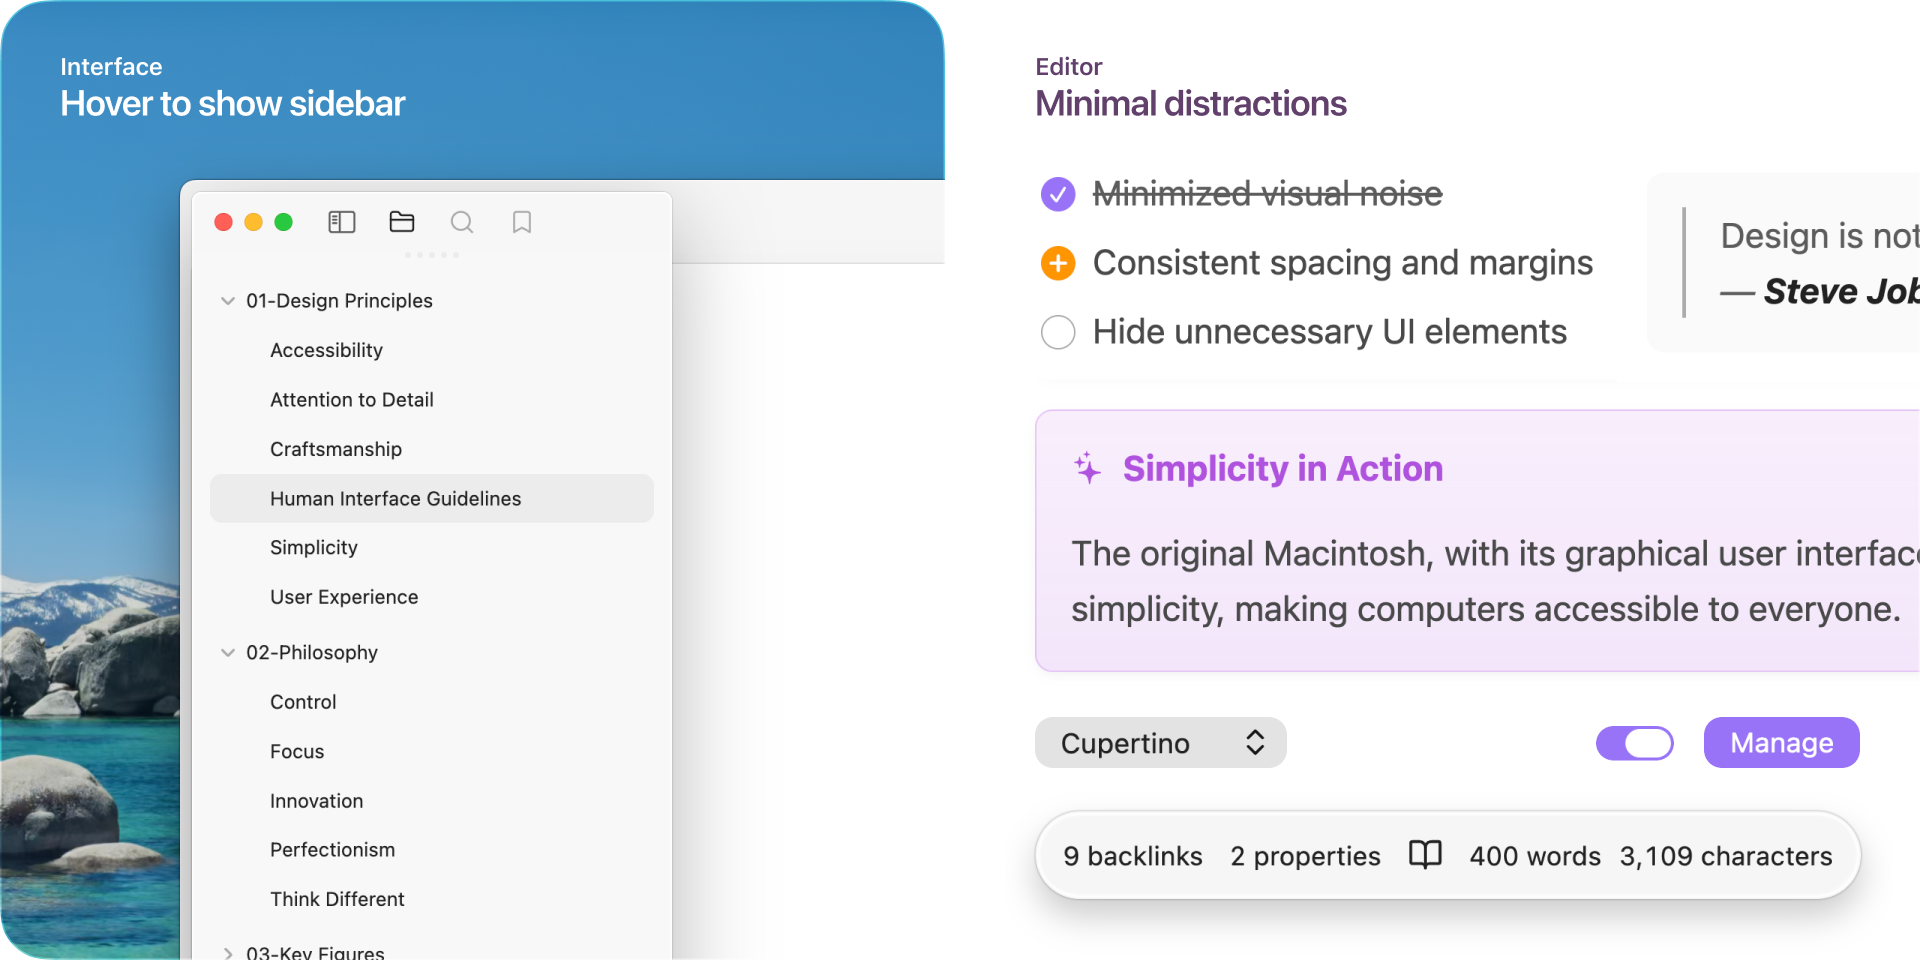 Interface
Hover to show sidebar
01-Design Principles
Accessibility
Attention to Detail
Craftsmanship
Human Interface Guidelines
Simplicity
User Experience
02-Philosophy
Control
Focus
Innovation
Perfectionism
Think Different
03-Key Figures
Editor
Minimal distractions
Minimized visual noise
Consistent spacing and margins
Hide unnecessary UI elements
Design is not
— Steve Job
Simplicity in Action
The original Macintosh, with its graphical user interface
simplicity, making computers accessible to everyone.
Cupertino
Manage
9 backlinks 2 properties 400 words 3,109 characters